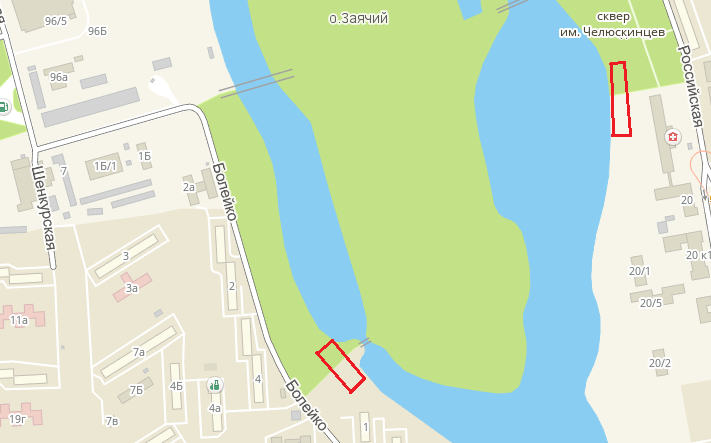 о.Заячий
сквер
им. Челюскинцев
96/5
96Б
96а
Российская
Шенкурская
7
1Б/1
1Б
2а
Болейко
20
20 к1
3
3а
2
20/1
20/5
11а
7а
20/2
4Б
4
7Б
4а
Болейко
19г
7в
1